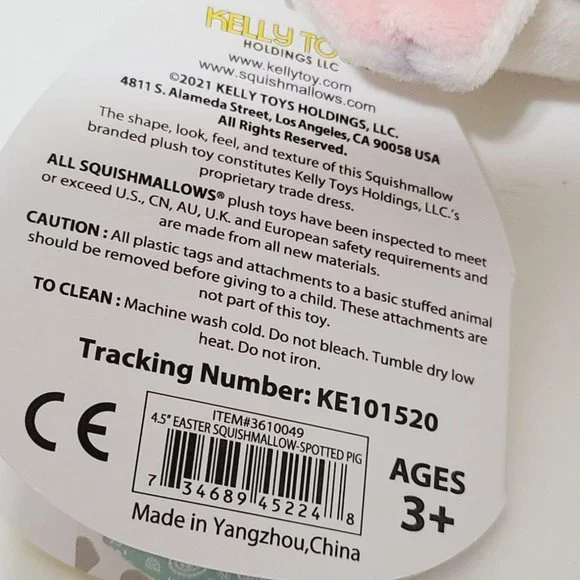 KELLY TO
HOLDINGS LLC
www.kellytoy.com
www.squishmallows.com
©2021 KELLY TOYS HOLDINGS, LLC.
4811 S. Alameda Street, Los Angeles, CA 90058 USA
All Rights Reserved.
The shape, look, feel, and texture of this Squishmallow
branded plush toy constitutes Kelly Toys Holdings, LLC.'s
proprietary trade dress.
ALL SQUISHMALLOWS® plush toys have been inspected to meet
or exceed U.S., CN, AU, U.K. and European safety requirements and
are made from all new materials.
CAUTION : All plastic tags and attachments to a basic stuffed animal
should be removed before giving to a child. These attachments are
not part of this toy.
TO CLEAN : Machine wash cold. Do not bleach. Tumble dry low
heat. Do not iron.
Tracking Number: KE101520
CE
ITEM#3610049
4.5" EASTER SQUISHMALLOW-SPOTTED PIG
7 34689 45224 8
AGES
3+
Made in Yangzhou,China